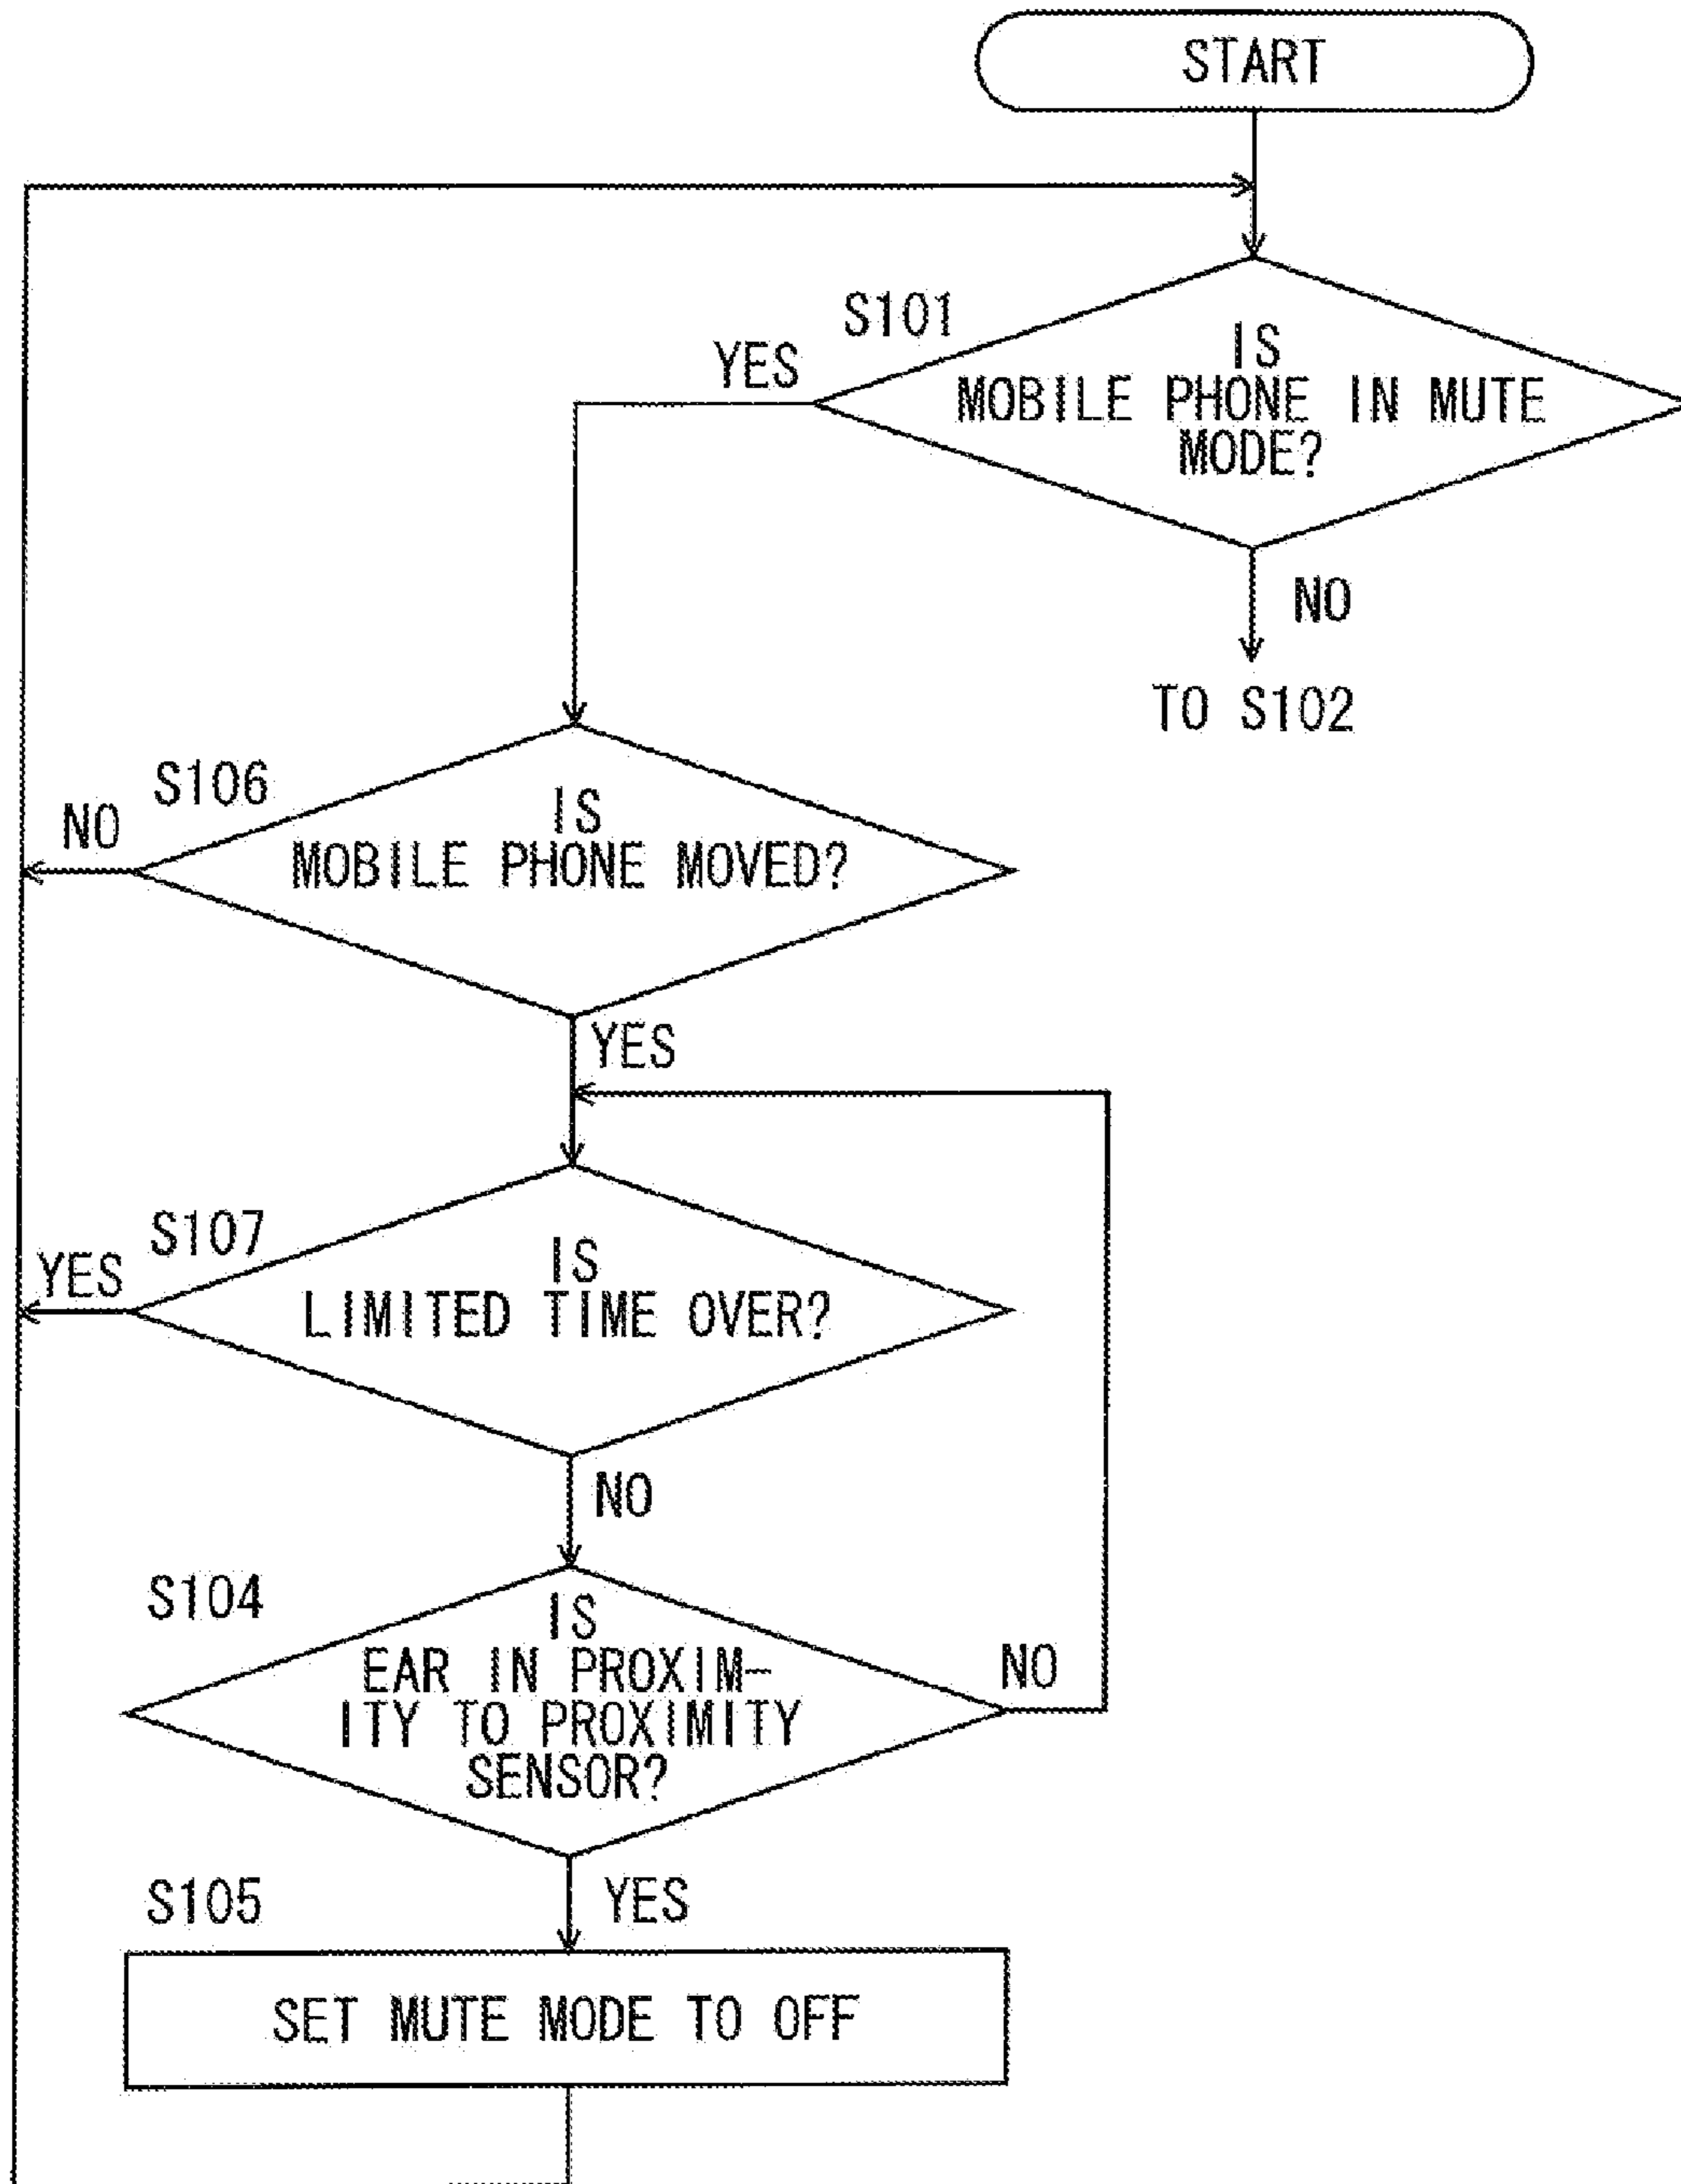 START
S101
YES
IS
MOBILE PHONE IN MUTE
MODE?
NO
TO S102
S106
NO
IS
MOBILE PHONE MOVED?
YES
S107
YES
IS
LIMITED TIME OVER?
NO
S104
IS
EAR IN PROXIM-
ITY TO PROXIMITY
SENSOR?
NO
S105
YES
SET MUTE MODE TO OFF